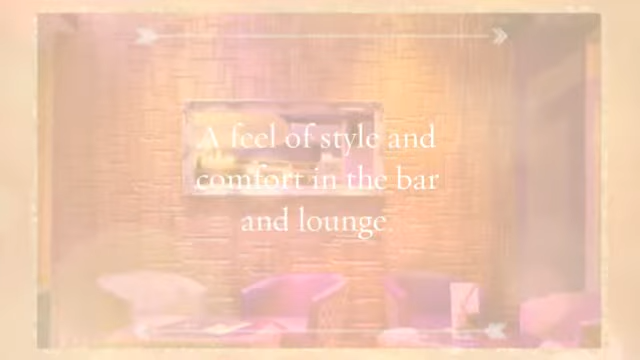 A feel of style and
comfort in the bar
and lounge.